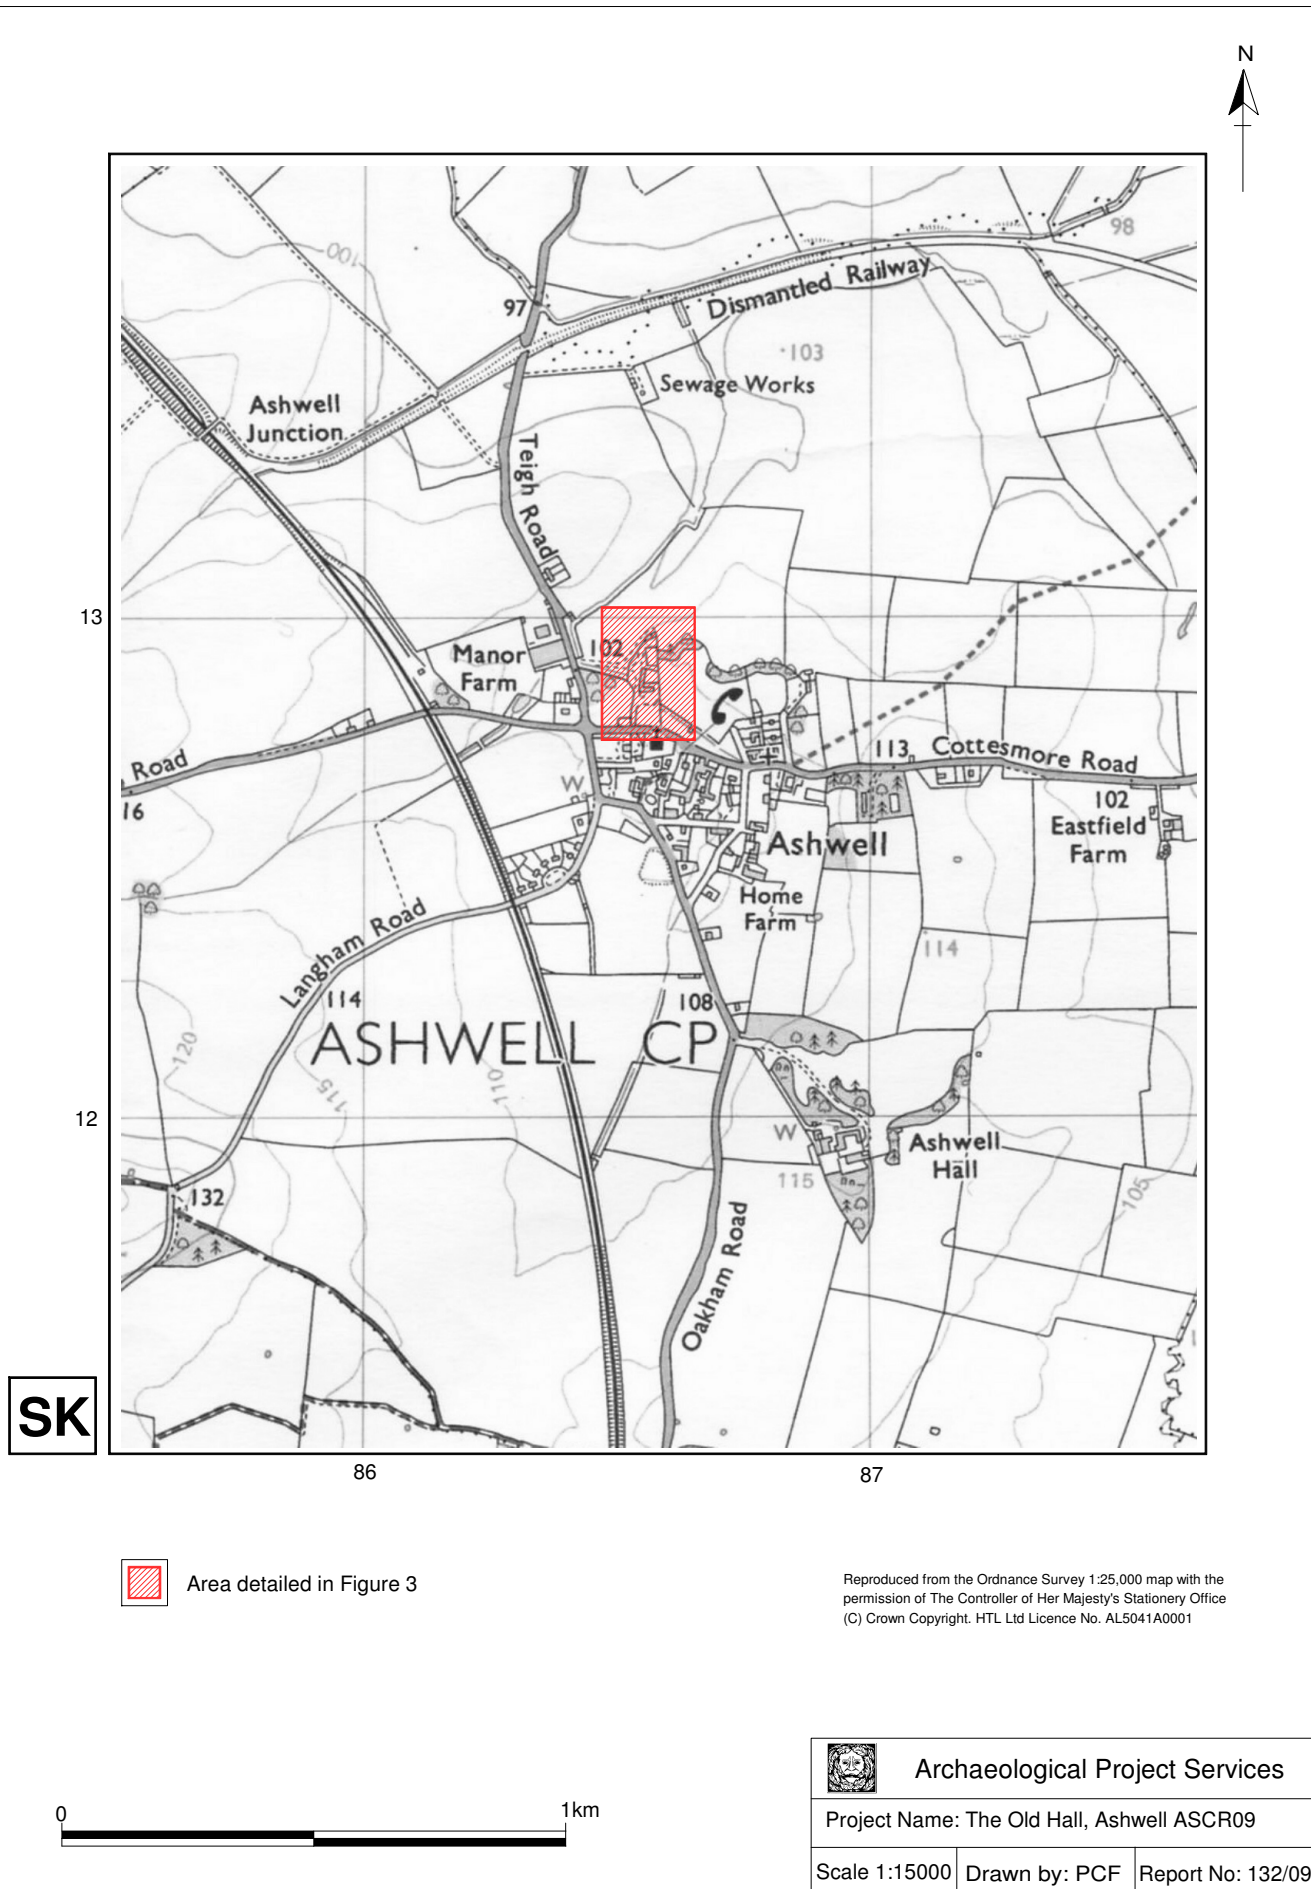 N
98
100
97
Dismantled Railway
103
Sewage Works
Ashwell
Junction
Teigh Road
13
102
Manor
Farm
Road
16
W
113
Cottesmore Road
102
Eastfield
Farm
Ashwell
Home
Farm
Langham Road
114
114
108
ASHWELL CP
120
115
110
12
W
Ashwell
Hall
115
105
132
Oakham Road
SK
86
87
Area detailed in Figure 3
Reproduced from the Ordnance Survey 1:25,000 map with the
permission of The Controller of Her Majesty's Stationery Office
(C) Crown Copyright. HTL Ltd Licence No. AL5041A0001
0
1km
Archaeological Project Services
Project Name: The Old Hall, Ashwell ASCR09
Scale 1:15000
Drawn by: PCF
Report No: 132/09